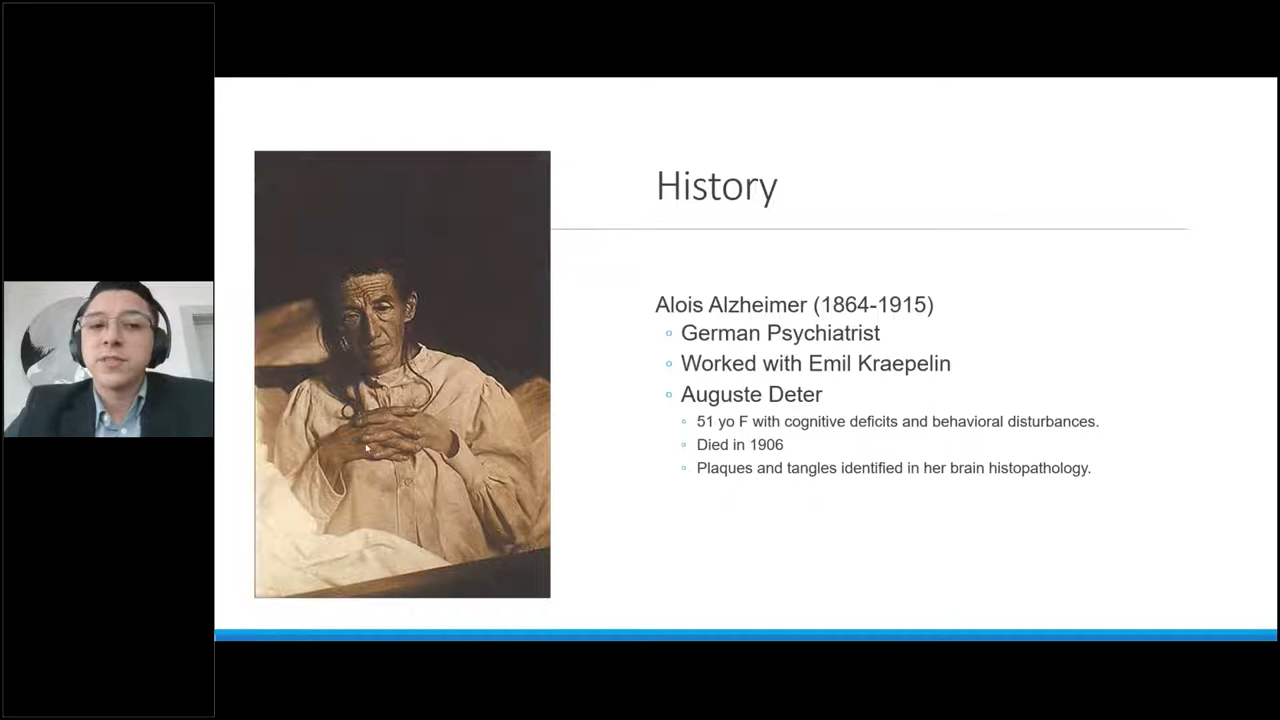 History
Alois Alzheimer (1864-1915)
German Psychiatrist
Worked with Emil Kraepelin
Auguste Deter
51 yo F with cognitive deficits and behavioral disturbances.
Died in 1906
Plaques and tangles identified in her brain histopathology.